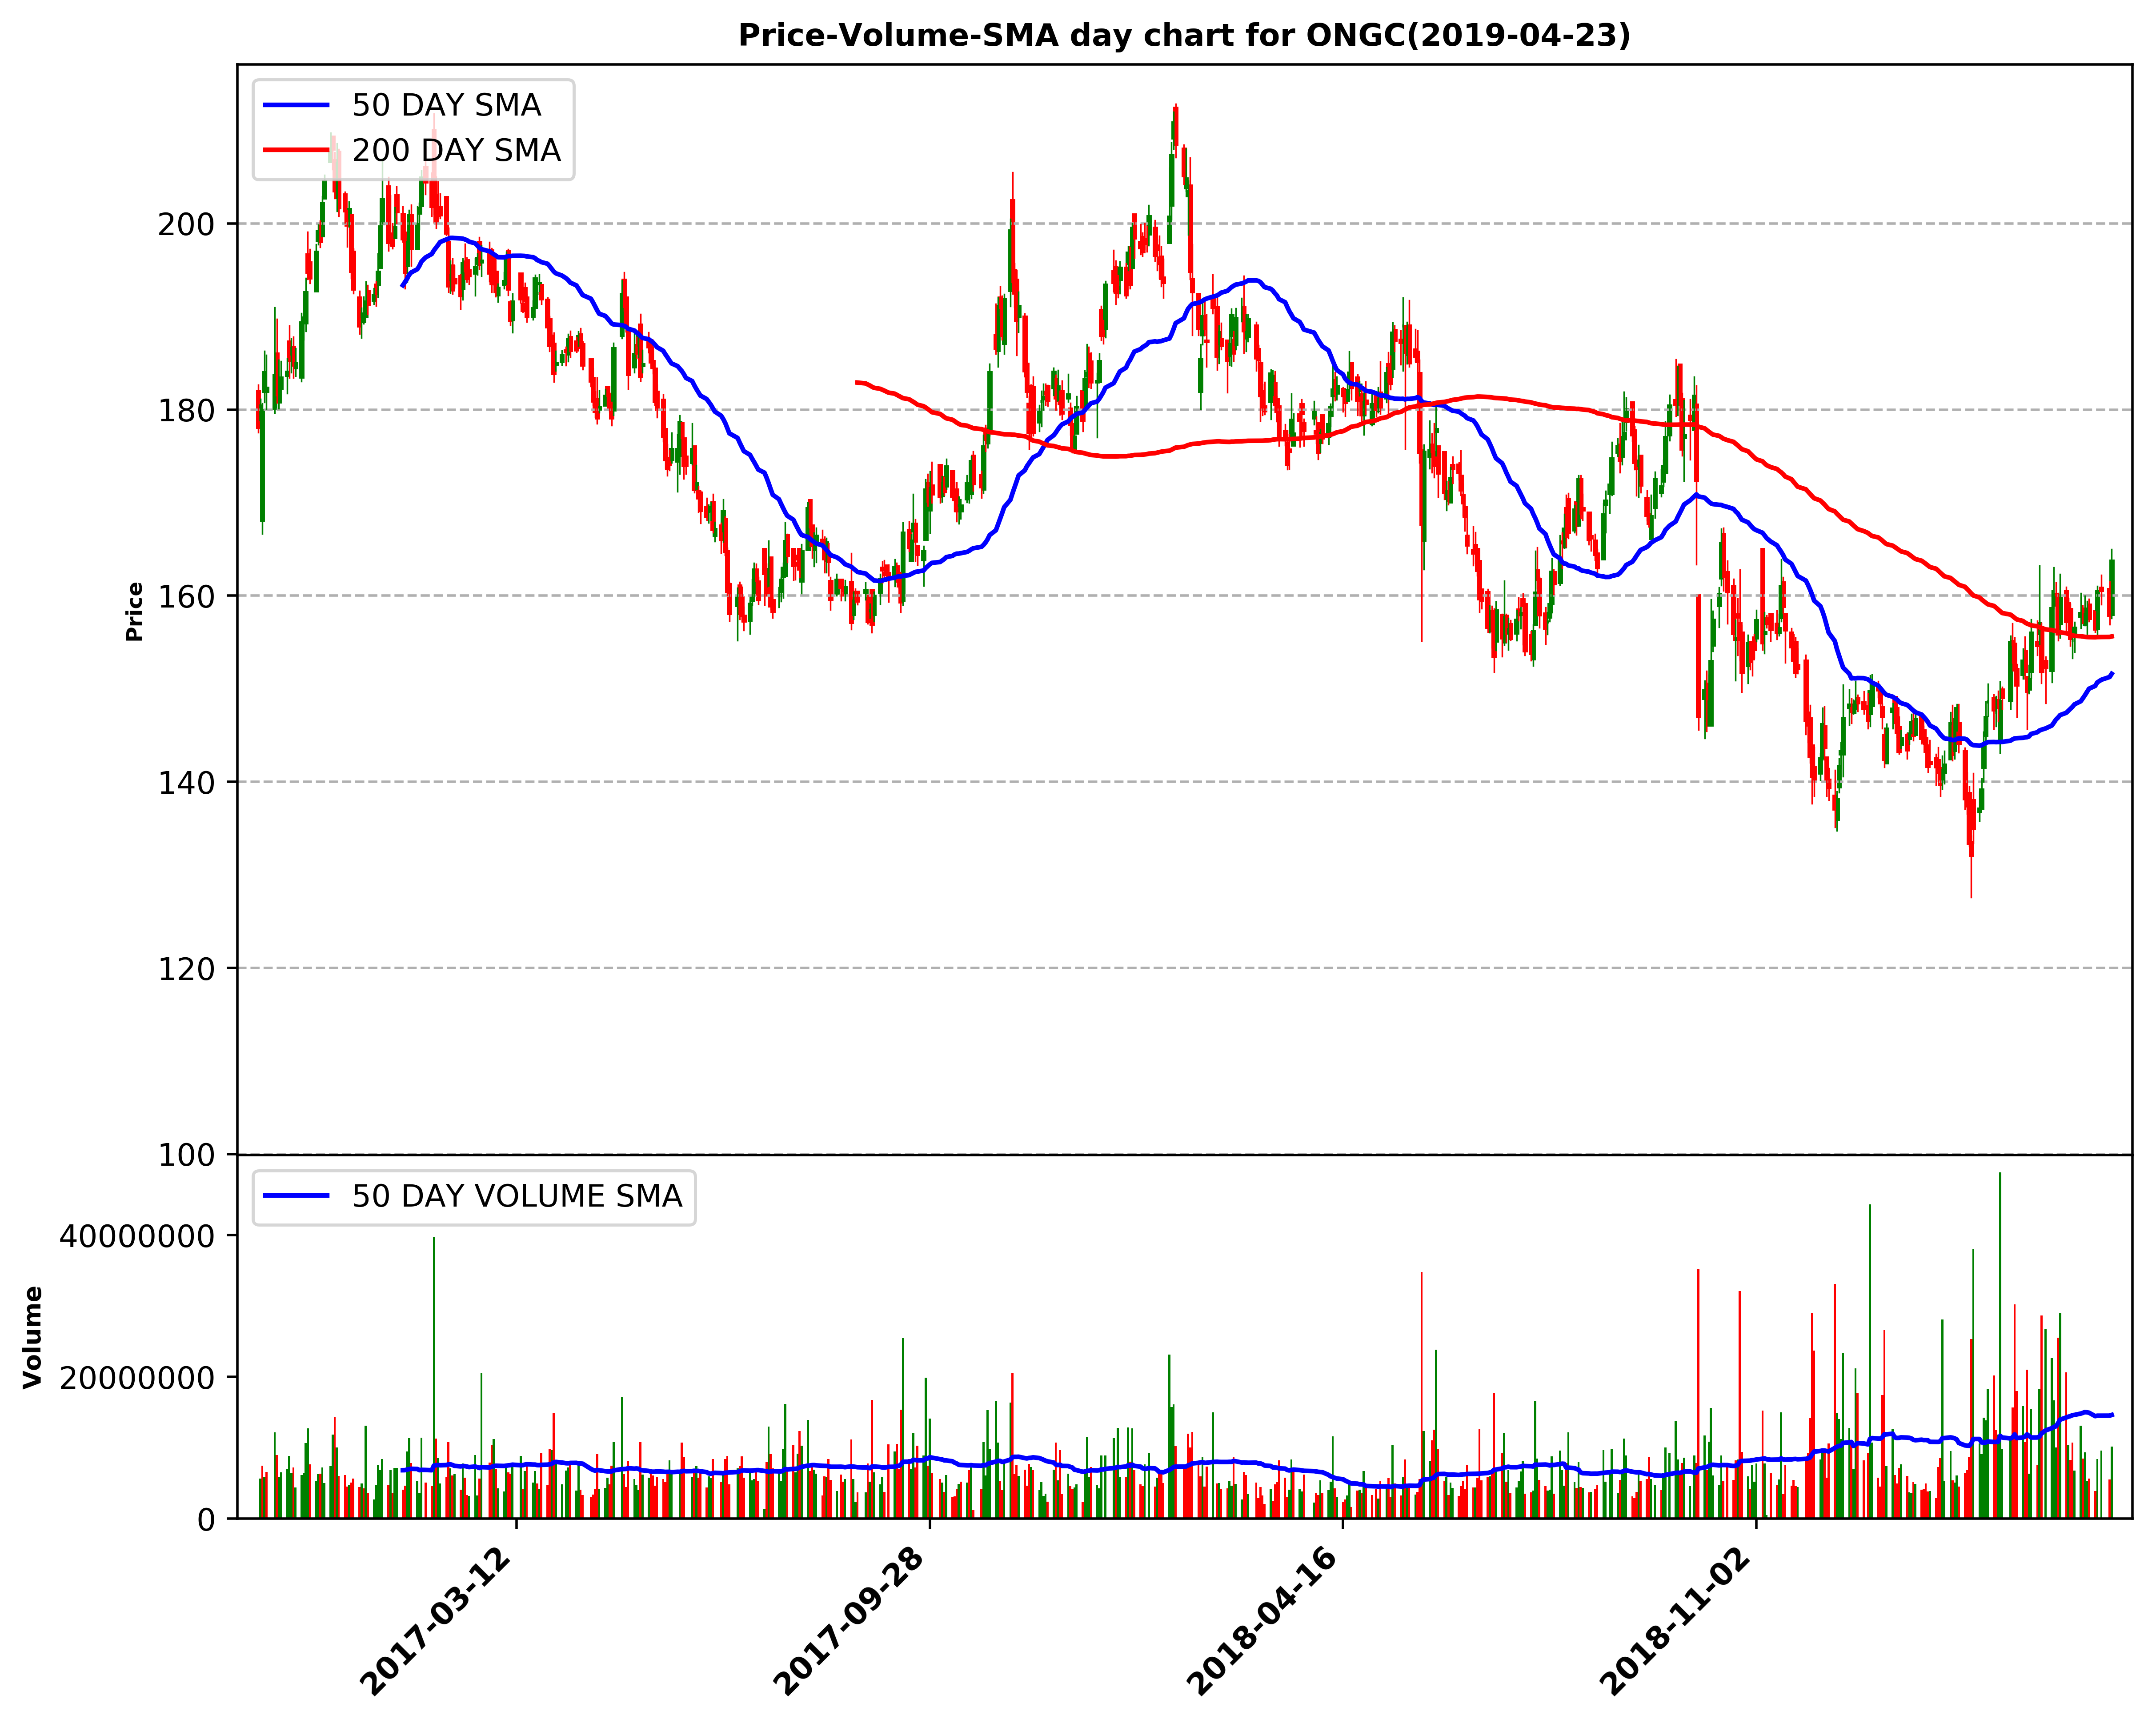 Price-Volume-SMA day chart for ONGC(2019-04-23)
50 DAY SMA
200 DAY SMA
200
180
160
140
120
100
Price
50 DAY VOLUME SMA
40000000
20000000
0
Volume
2017-03-12
2017-09-28
2018-04-16
2018-11-02